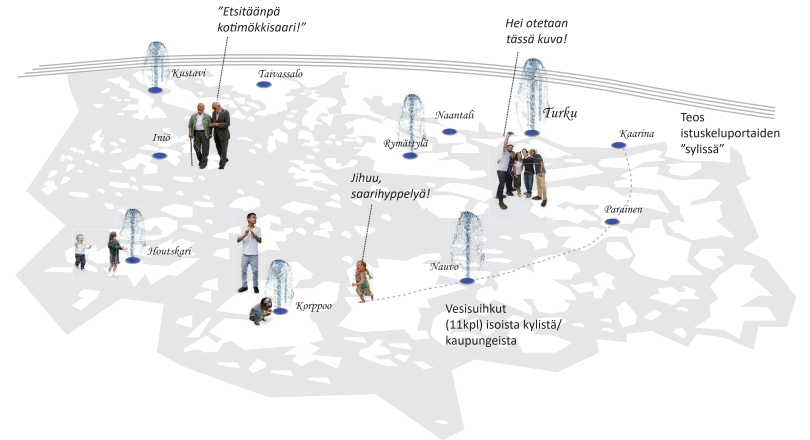 "Etsitäänpä
kotimökkisaari!"
Hei otetaan
tässä kuva!
Kustavi
Taivassalo
Naantali
Turku
Teos
istuskeluportaiden
"sylissä"
Iniö
Rymättylä
Kaarina
Jihuu,
saarihyppelyä!
Parainen
Houtskari
Nauvo
Korppoo
Vesisuihkut
(11kpl) isoista kylistä/
kaupungeista